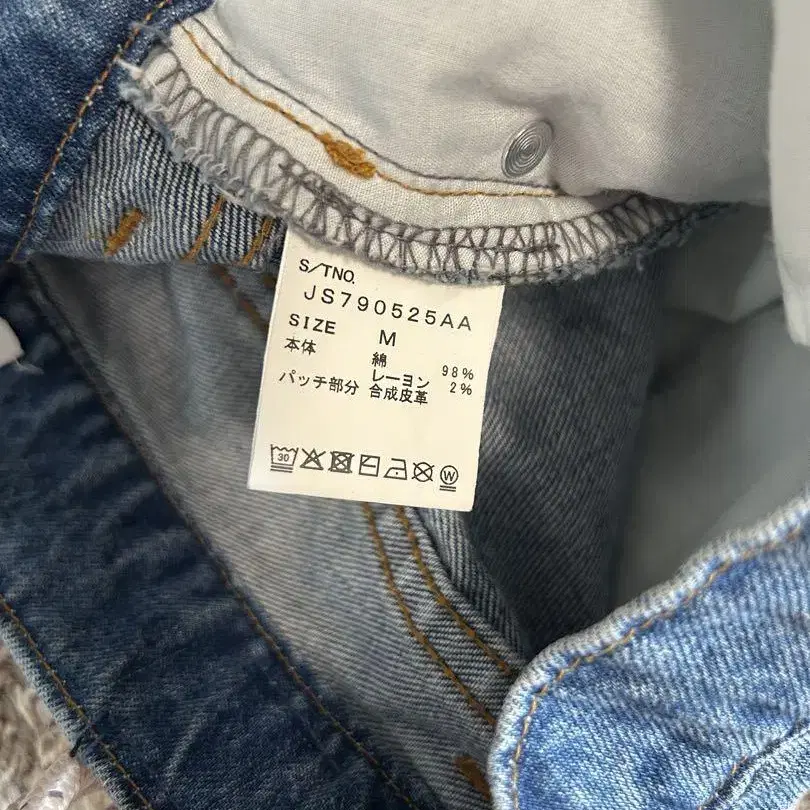 S/TNO.
JS790525AA
SIZE M
本体 綿 98%
レーヨン 2%
パッチ部分 合成皮革
30 W